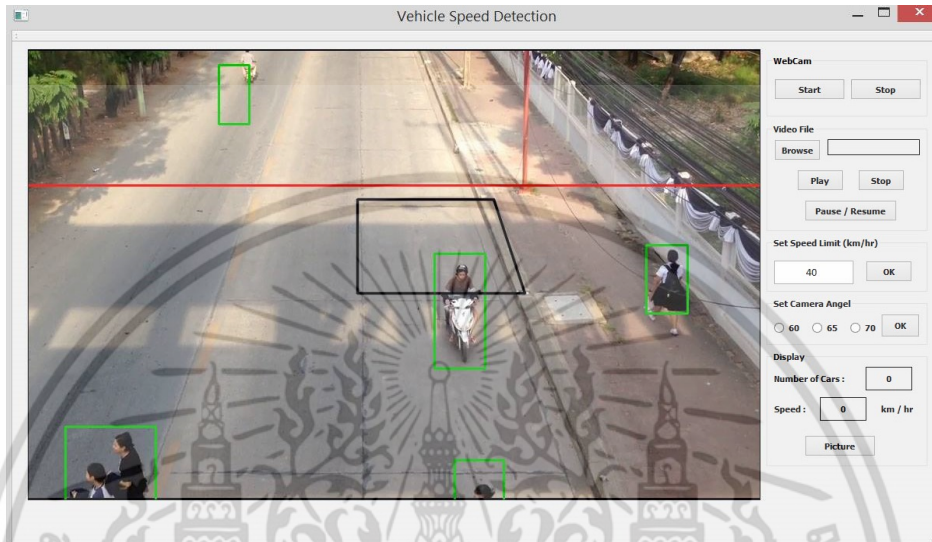 Vehicle Speed Detection
WebCam
Start Stop
Video File
Browse
Play Stop
Pause / Resume
Set Speed Limit (km/hr)
40 OK
Set Camera Angel
60 65 70 OK
Display
Number of Cars : 0
Speed : 0 km / hr
Picture